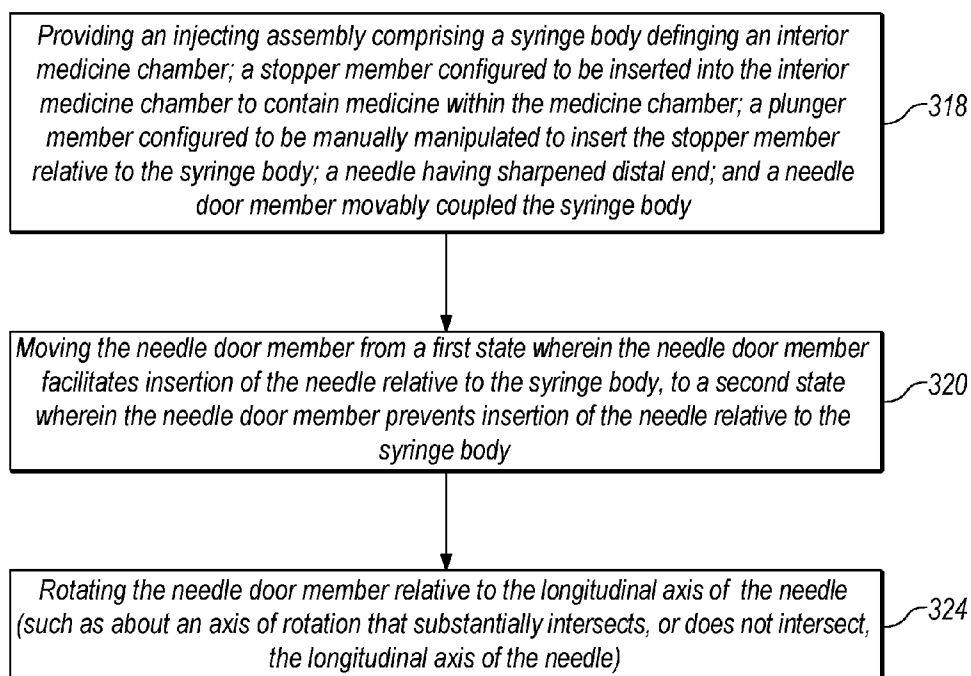 Providing an injecting assembly comprising a syringe body definging an interior
medicine chamber; a stopper member configured to be inserted into the interior
medicine chamber to contain medicine within the medicine chamber; a plunger
member configured to be manually manipulated to insert the stopper member
relative to the syringe body; a needle having sharpened distal end; and a needle
door member movably coupled the syringe body
318
Moving the needle door member from a first state wherein the needle door member
facilitates insertion of the needle relative to the syringe body, to a second state
wherein the needle door member prevents insertion of the needle relative to the
syringe body
320
Rotating the needle door member relative to the longitudinal axis of the needle
(such as about an axis of rotation that substantially intersects, or does not intersect,
the longitudinal axis of the needle)
324